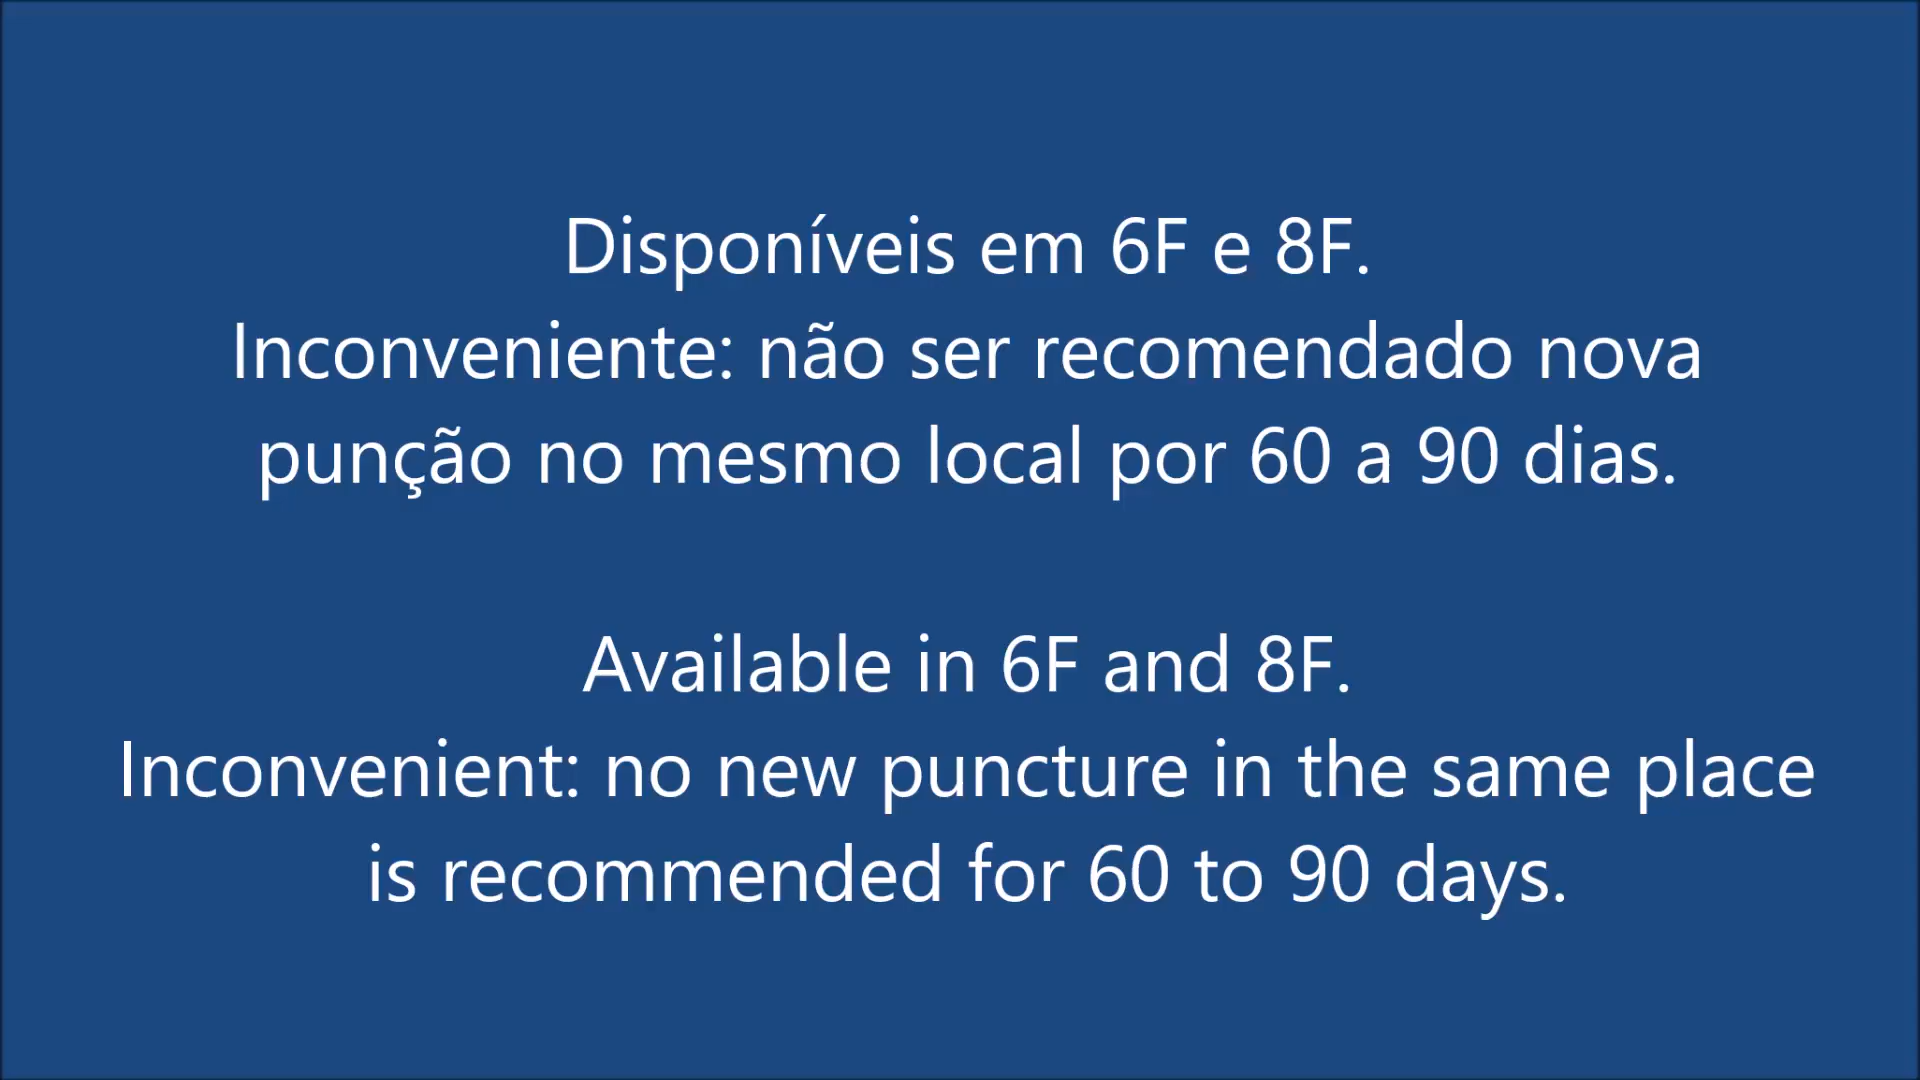 Disponíveis em 6F e 8F.
Inconveniente: não ser recomendado nova
punção no mesmo local por 60 a 90 dias.
Available in 6F and 8F.
Inconvenient: no new puncture in the same place
is recommended for 60 to 90 days.